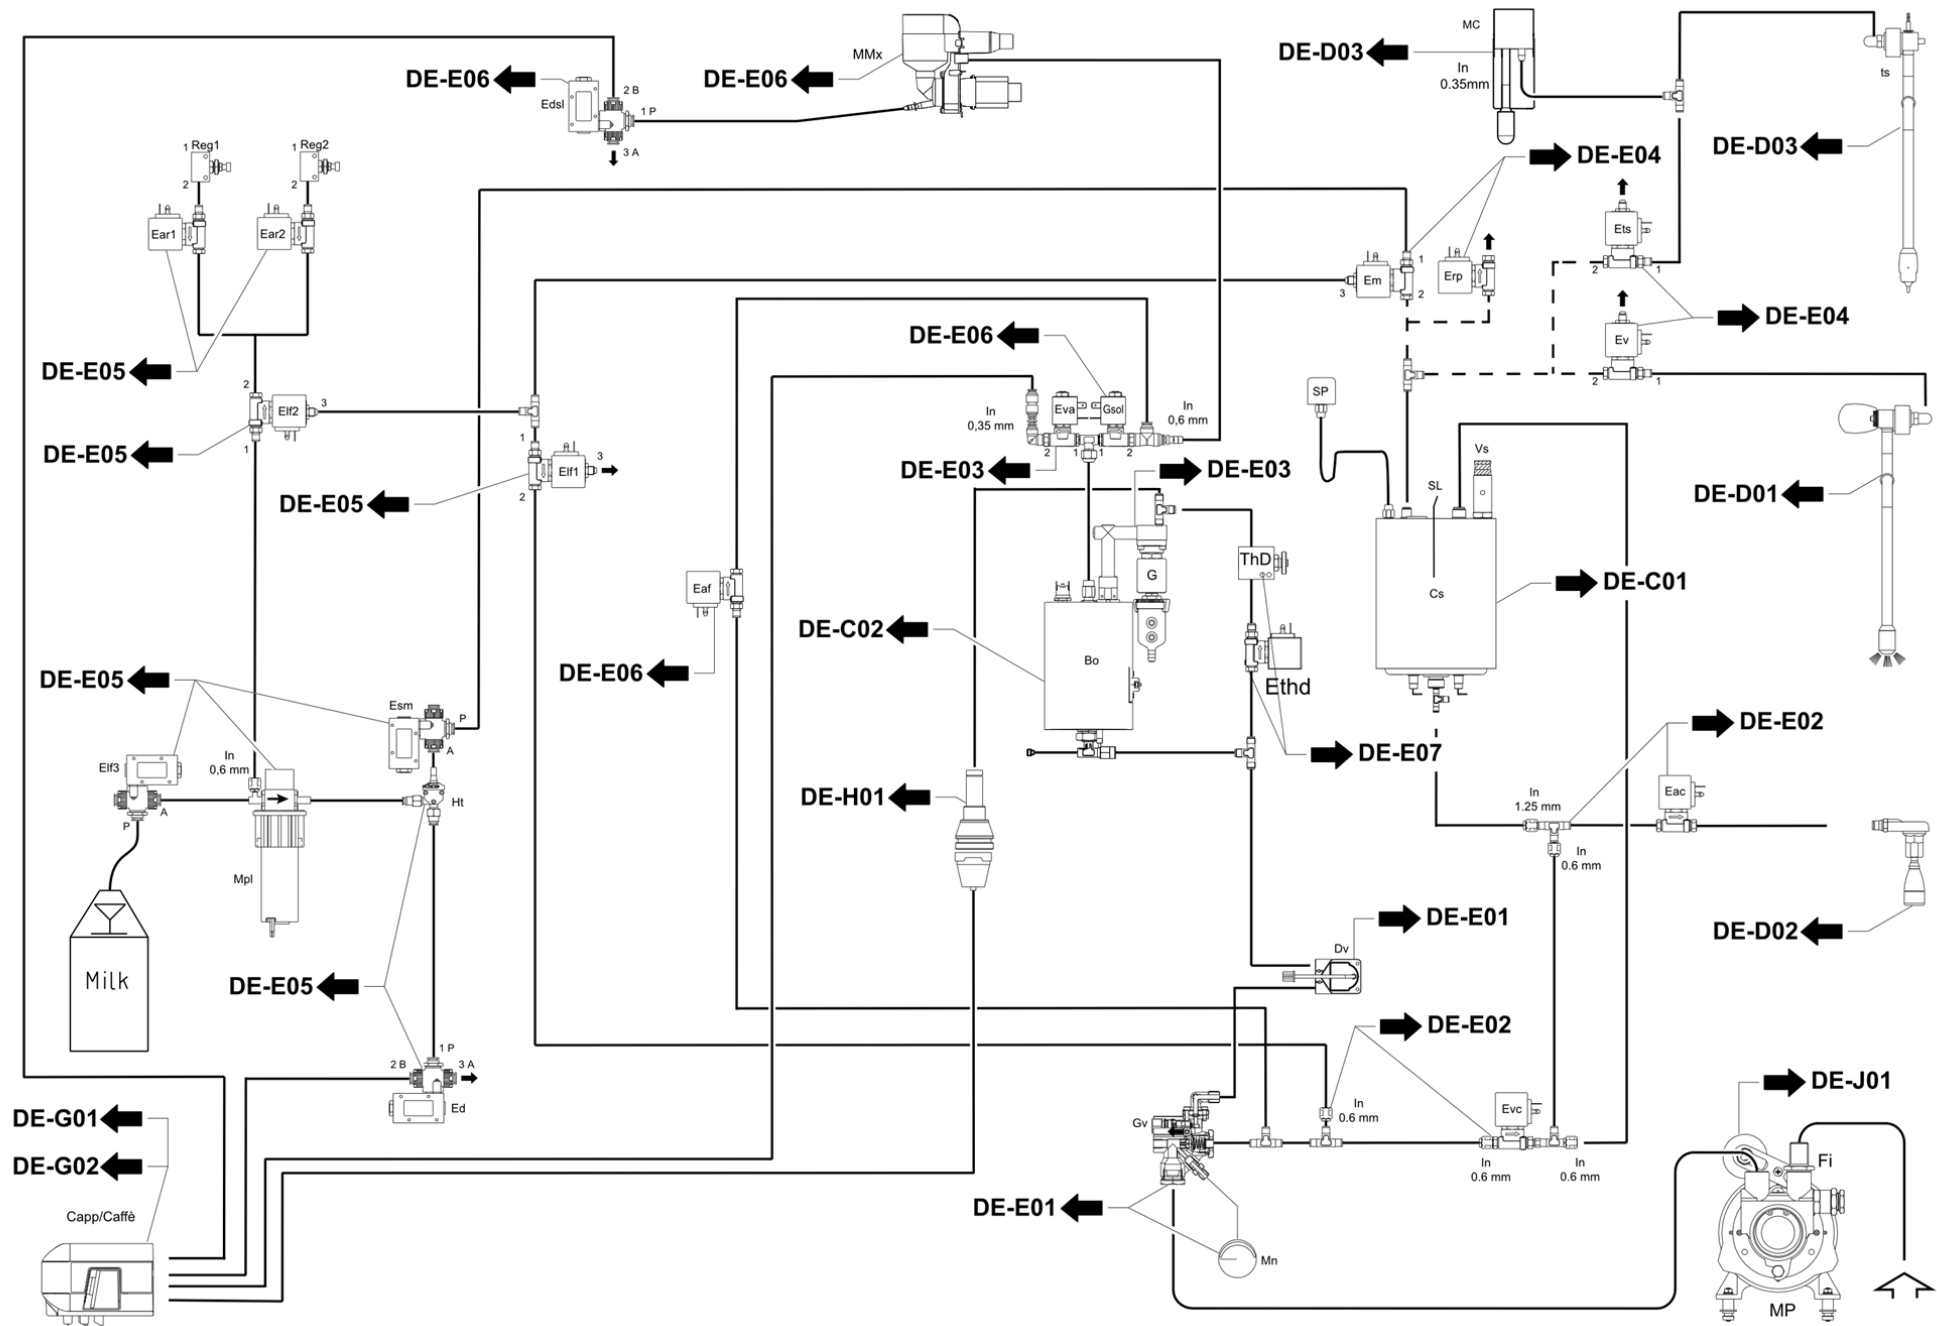 MC
DE-D03
In
0.35mm
ts
DE-D03
MMx
DE-E06
DE-E06
Edsl
2 B
1 P
3 A
1 Reg1
2
1 Reg2
2
Ear1
Ear2
DE-E04
Ets
2
1
Em
3
1
2
Erp
DE-E04
Ev
2
1
DE-E05
DE-E06
SP
2
Elf2
3
1
DE-E05
In
0,35 mm
Eva
Gsol
In
0,6 mm
2
1
1
2
DE-E03
DE-E03
1
Elf1
3
2
DE-E05
Vs
SL
DE-D01
ThD
G
Eaf
Cs
DE-C01
DE-C02
Bo
DE-E06
Ethd
DE-E05
Esm
P
A
Elf3
In
0,6 mm
A
P
Ht
DE-E07
DE-E02
DE-H01
In
1.25 mm
Eac
In
0.6 mm
Mpl
DE-E01
DE-D02
Dv
Milk
DE-E05
DE-E02
1 P
2 B
3 A
Ed
DE-J01
DE-G01
DE-G02
Gv
In
0.6 mm
Evc
In
0.6 mm
In
0.6 mm
Fi
DE-E01
Capp/Caffè
Mn
MP